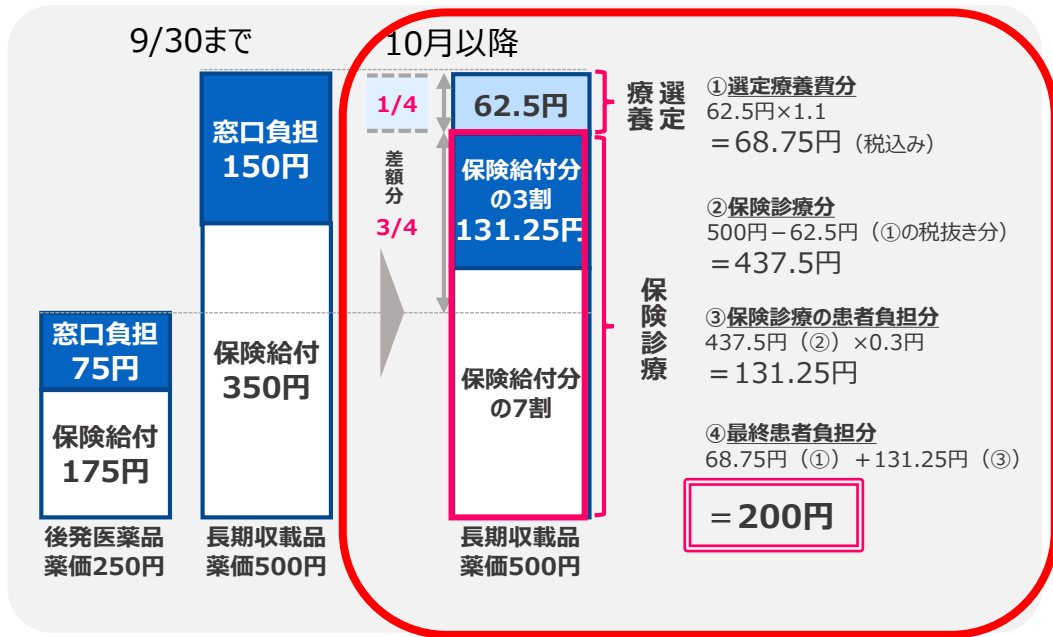 9/30まで
窓口負担
75円
保険給付
175円
後発医薬品
薬価250円
窓口負担
150円
保険給付
350円
長期収載品
薬価500円
10月以降
1/4
差額分
3/4
62.5円
保険給付分
の3割
131.25円
保険給付分
の7割
長期収載品
薬価500円
選定
療養
保険診療
①選定療養費分
62.5円×1.1
＝68.75円（税込み）
②保険診療分
500円－62.5円（①の税抜き分）
＝437.5円
③保険診療の患者負担分
437.5円（②）×0.3円
＝131.25円
④最終患者負担分
68.75円（①）＋131.25円（③）
＝200円